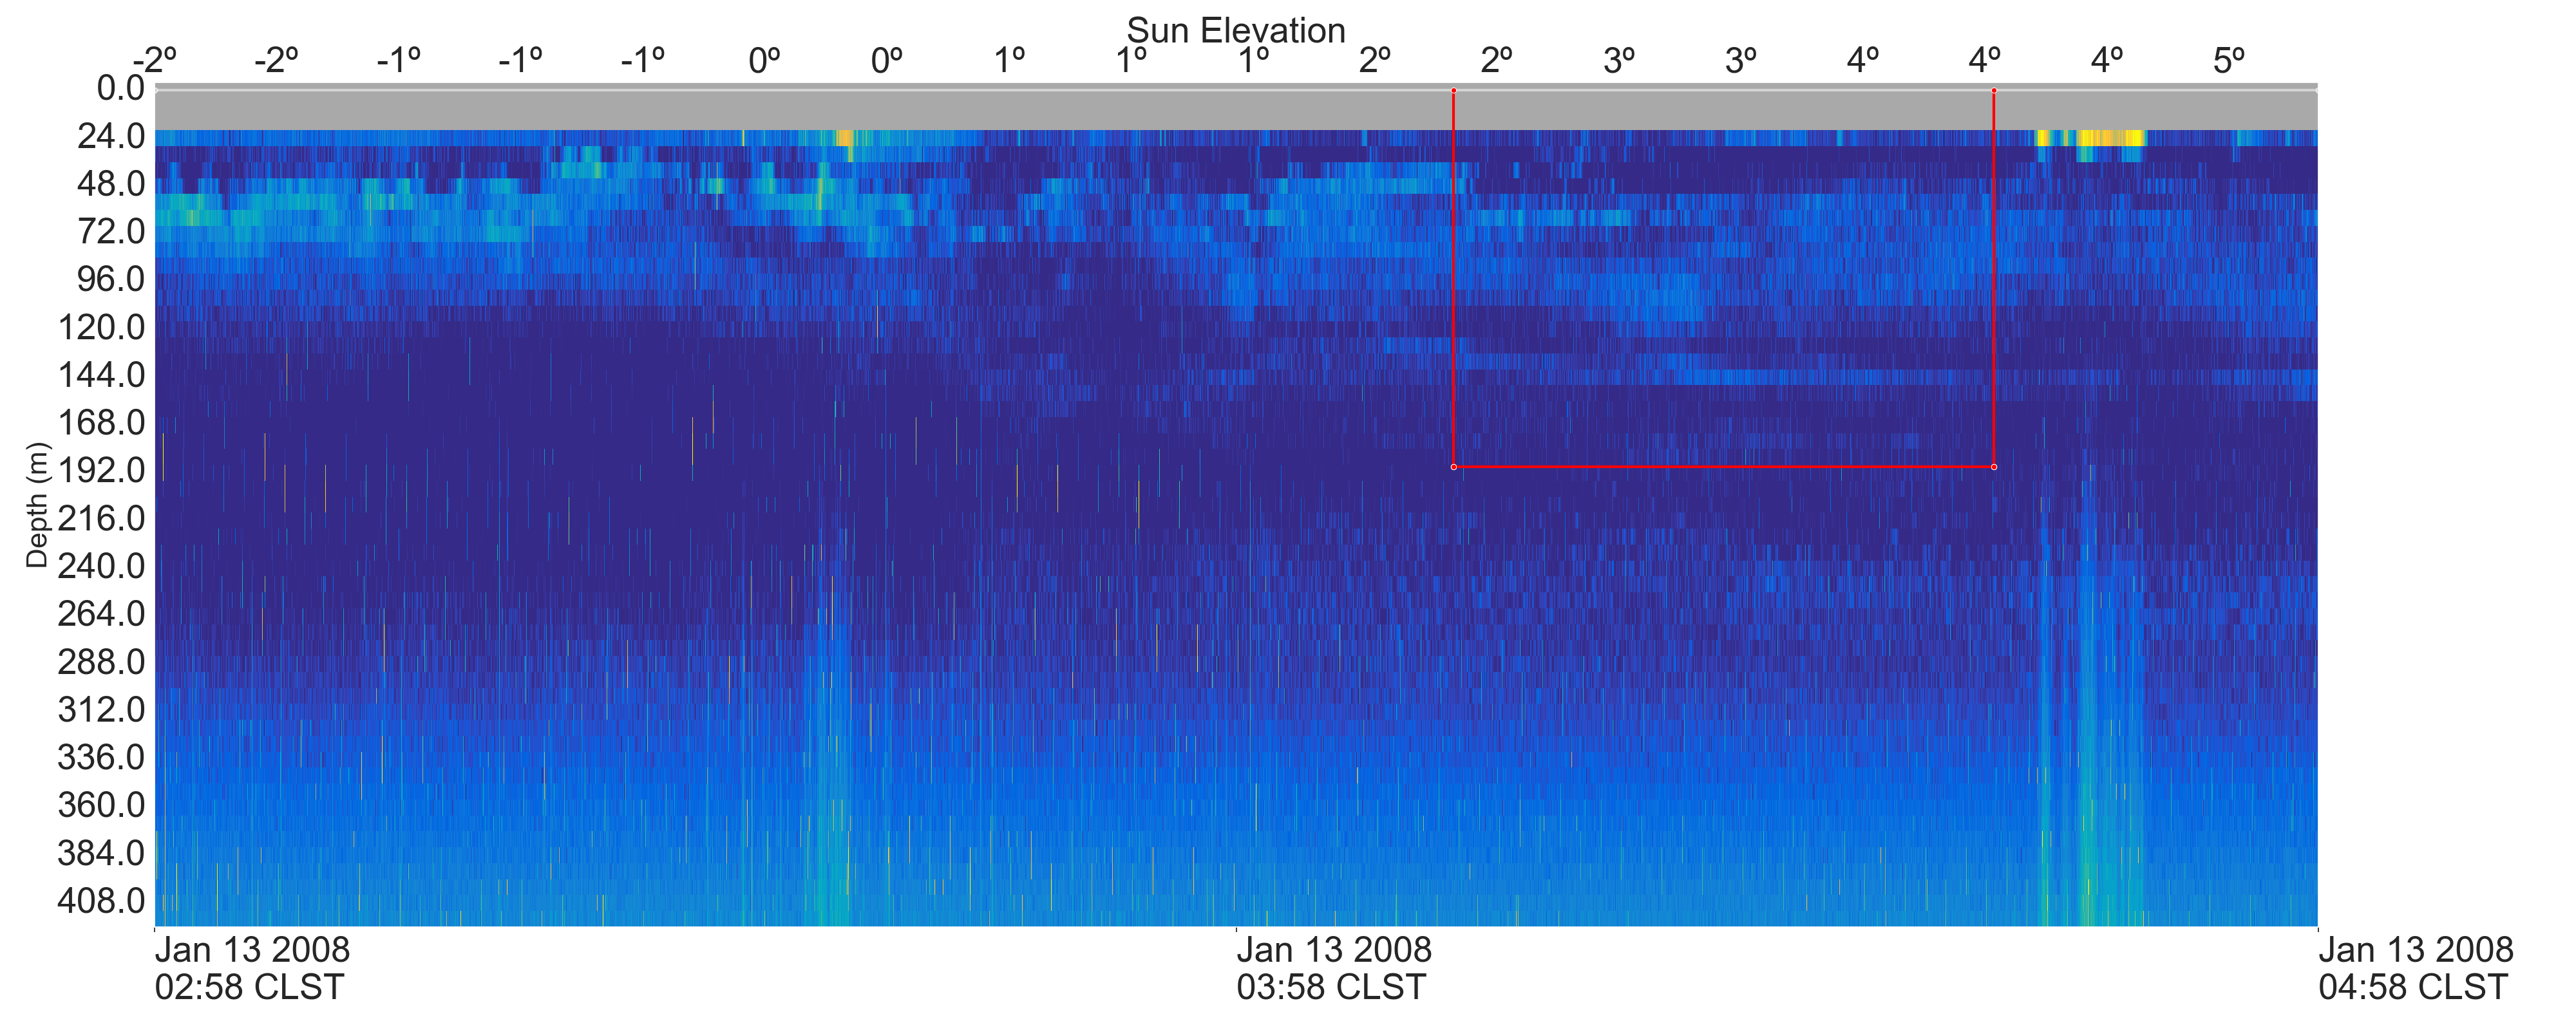 Sun Elevation
-2º -2º -1º -1º -1º 0º 0º 1º 1º 1º 2º 2º 3º 3º 4º 4º 4º 5º
0.0
24.0
48.0
72.0
96.0
120.0
144.0
168.0
192.0
216.0
240.0
264.0
288.0
312.0
336.0
360.0
384.0
408.0
Depth (m)
Jan 13 2008
02:58 CLST
Jan 13 2008
03:58 CLST
Jan 13 2008
04:58 CLST